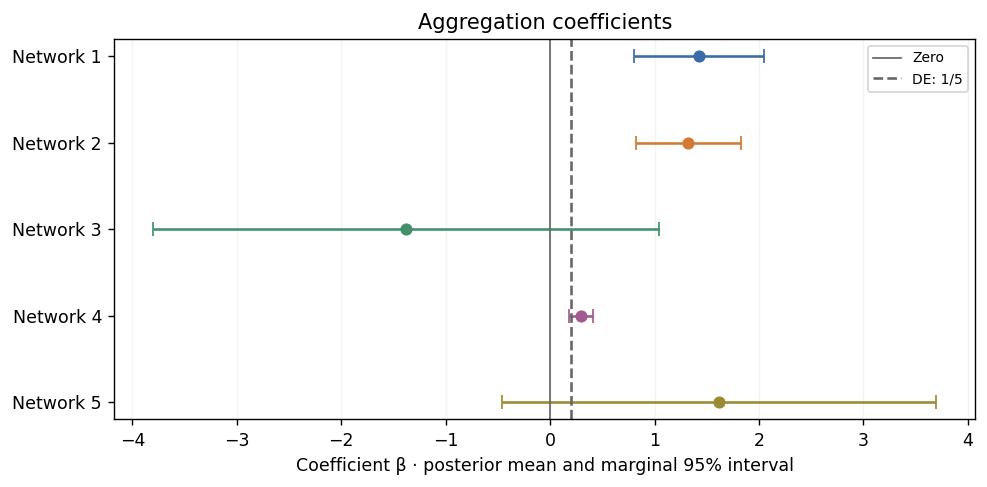 Aggregation coefficients
Network 1
Network 2
Network 3
Network 4
Network 5
Zero
DE: 1/5
−4 −3 −2 −1 0 1 2 3 4
Coefficient β · posterior mean and marginal 95% interval